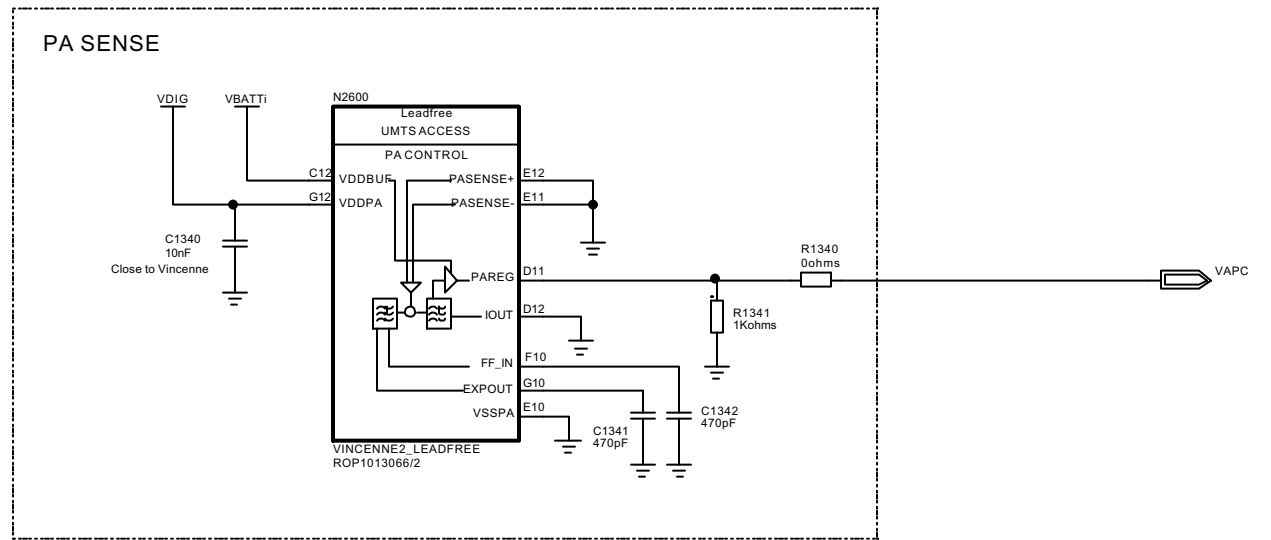 PA SENSE
VDIG
VBATTi
N2600
Leadfree
UMTS ACCESS
PA CONTROL
C12
VDDBUF
PASENSE+
E12
G12
VDDPA
PASENSE-
E11
C1340
10nF
Close to Vincenne
PAREG
D11
R1340
0ohms
VAPC
R1341
1Kohms
IOUT
D12
FF_IN
F10
EXPOUT
G10
VSSPA
E10
C1341
470pF
C1342
470pF
VINCENNE2_LEADFREE
ROP1013066/2